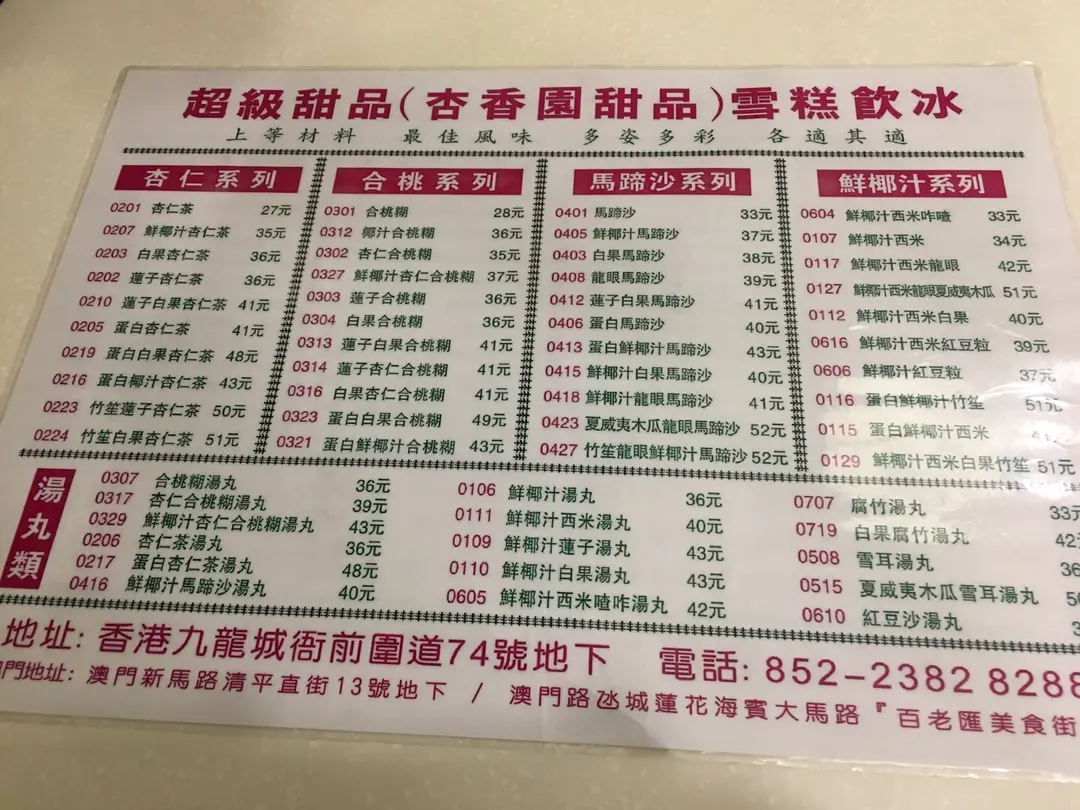 超級甜品(杏香園甜品)雪糕飲冰
上等材料 最佳風味 多姿多彩 各適其適
杏仁系列
0201 杏仁茶 27元
0207 鮮椰汁杏仁茶 35元
0203 白果杏仁茶 36元
0202 蓮子杏仁茶 36元
0210 蓮子白果杏仁茶 41元
0205 蛋白杏仁茶 41元
0219 蛋白白果杏仁茶 48元
0216 蛋白椰汁杏仁茶 43元
0223 竹笙蓮子杏仁茶 50元
0224 竹笙白果杏仁茶 51元
合桃系列
0301 合桃糊 28元
0312 椰汁合桃糊 36元
0302 杏仁合桃糊 35元
0327 鮮椰汁杏仁合桃糊 37元
0303 蓮子合桃糊 36元
0304 白果合桃糊 36元
0313 蓮子白果合桃糊 41元
0314 蓮子杏仁合桃糊 41元
0316 白果杏仁合桃糊 41元
0323 蛋白白果合桃糊 49元
0321 蛋白鮮椰汁合桃糊 43元
馬蹄沙系列
0401 馬蹄沙 33元
0405 鮮椰汁馬蹄沙 37元
0403 白果馬蹄沙 38元
0408 龍眼馬蹄沙 39元
0412 蓮子白果馬蹄沙 41元
0406 蛋白馬蹄沙 40元
0413 蛋白鮮椰汁馬蹄沙 43元
0415 鮮椰汁白果馬蹄沙 40元
0418 鮮椰汁龍眼馬蹄沙 41元
0423 夏威夷木瓜龍眼馬蹄沙 52元
0427 竹笙龍眼鮮椰汁馬蹄沙 52元
鮮椰汁系列
0604 鮮椰汁西米咋喳 33元
0107 鮮椰汁西米 34元
0117 鮮椰汁西米龍眼 42元
0127 鮮椰汁西米龍眼夏威夷木瓜 51元
0112 鮮椰汁西米白果 40元
0616 鮮椰汁西米紅豆粒 39元
0606 鮮椰汁紅豆粒 37元
0116 蛋白鮮椰汁竹笙 51元
0115 蛋白鮮椰汁西米
0129 鮮椰汁西米白果竹笙 51元
湯丸類
0307 合桃糊湯丸 36元
0317 杏仁合桃糊湯丸 39元
0329 鮮椰汁杏仁合桃糊湯丸 43元
0206 杏仁茶湯丸 36元
0217 蛋白杏仁茶湯丸 48元
0416 鮮椰汁馬蹄沙湯丸 40元
0106 鮮椰汁湯丸 36元
0111 鮮椰汁西米湯丸 40元
0109 鮮椰汁蓮子湯丸 43元
0110 鮮椰汁白果湯丸 43元
0605 鮮椰汁西米喳咋湯丸 42元
0707 腐竹湯丸 33元
0719 白果腐竹湯丸 42
0508 雪耳湯丸 36
0515 夏威夷木瓜雪耳湯丸
0610 紅豆沙湯丸
地址: 香港九龍城衙前圍道74號地下 電話: 852-2382 8288
門地址: 澳門新馬路清平直街13號地下 / 澳門路氹城蓮花海賓大馬路『百老匯美食街